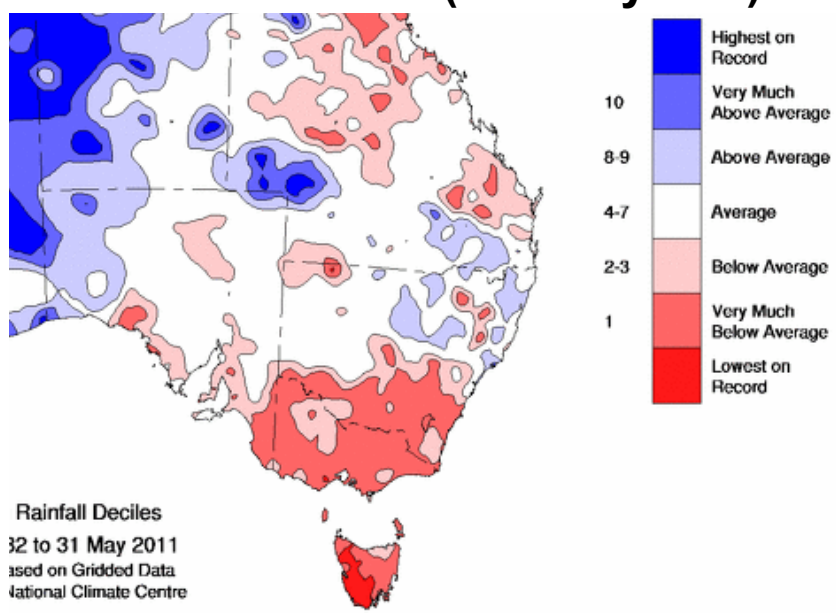 Highest on
Record
10
Very Much
Above Average
8-9
Above Average
4-7
Average
2-3
Below Average
1
Very Much
Below Average
Lowest on
Record
Rainfall Deciles
32 to 31 May 2011
ased on Gridded Data
National Climate Centre